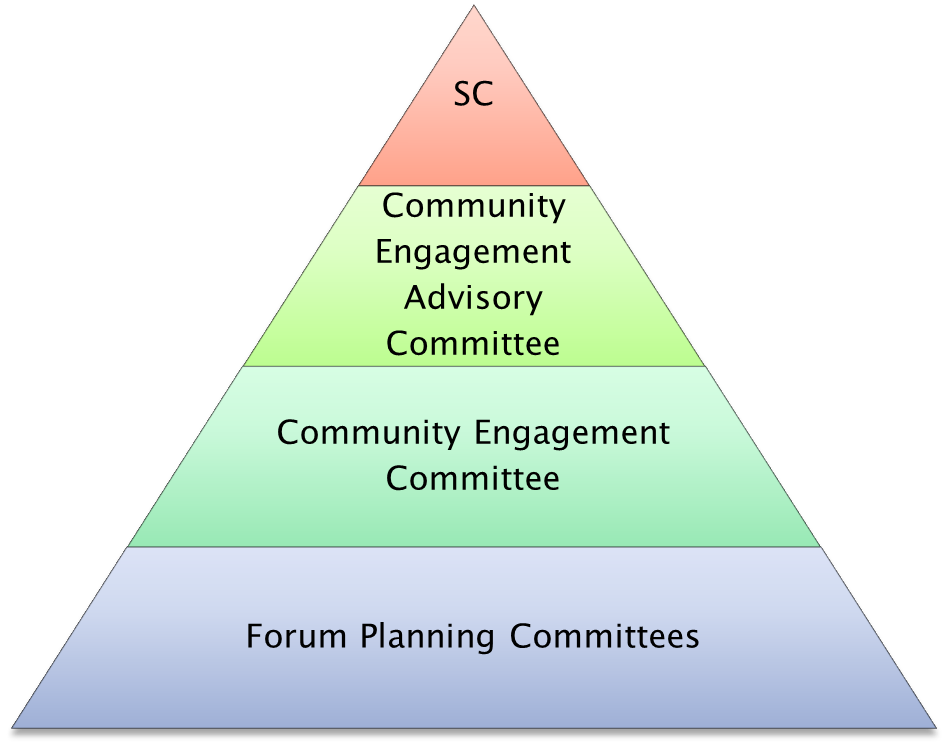 SC
Community
Engagement
Advisory
Committee
Community Engagement
Committee
Forum Planning Committees